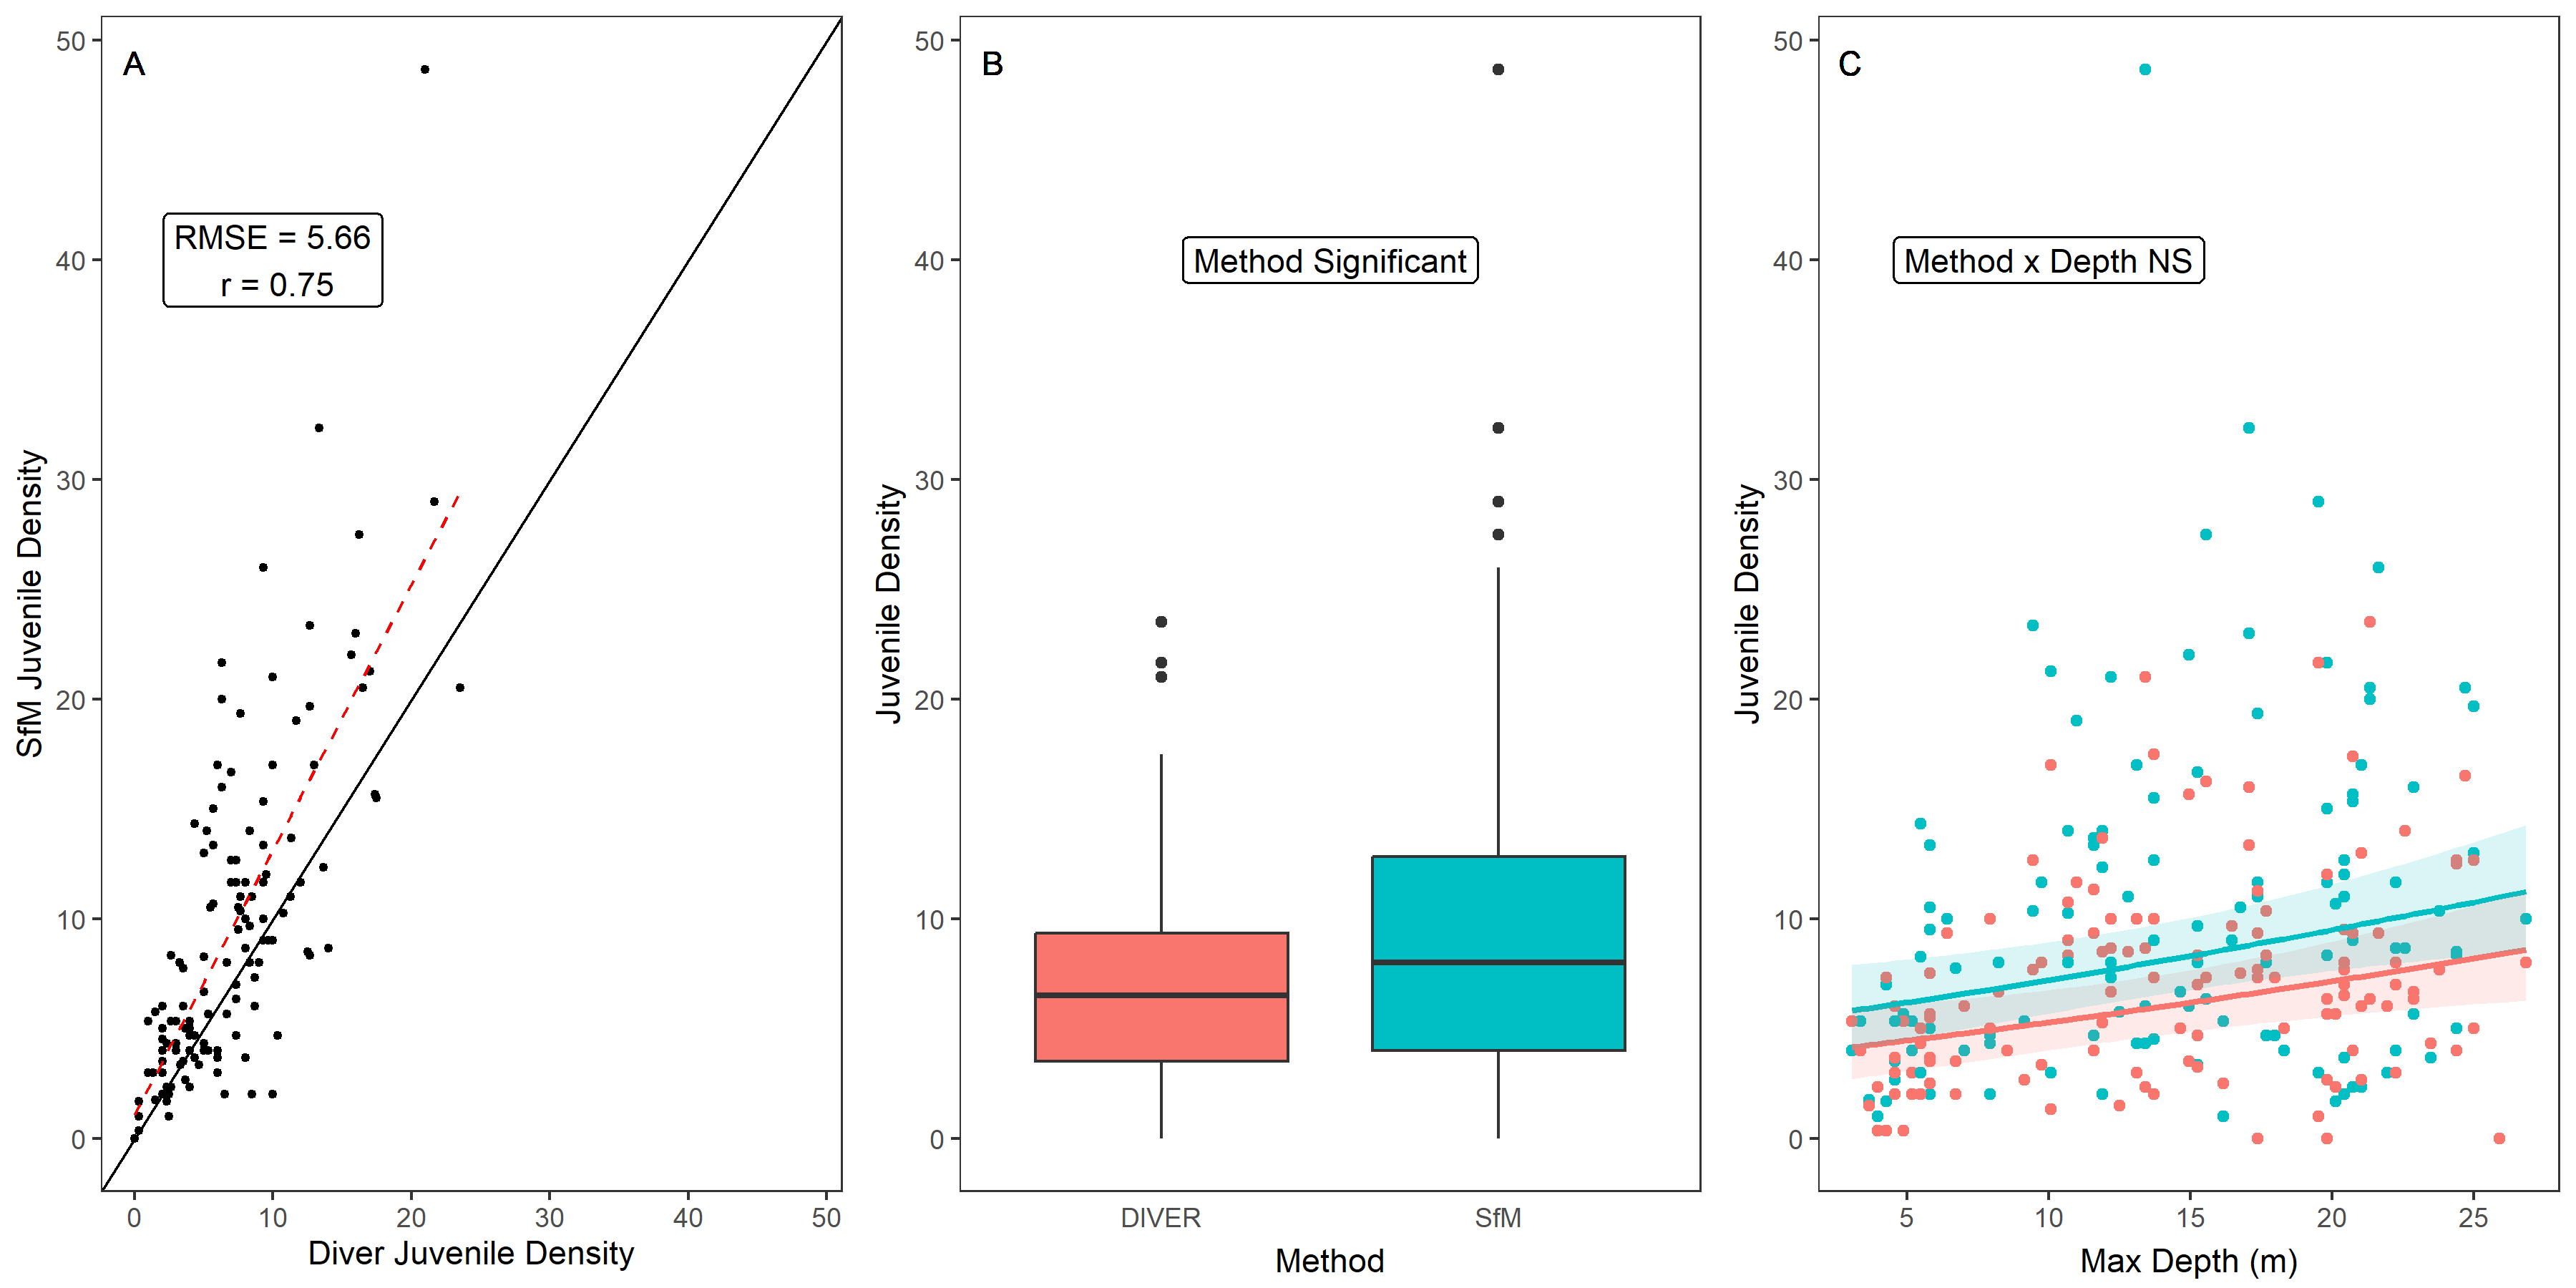 A
RMSE = 5.66
r = 0.75
SfM Juvenile Density
50
40
30
20
10
0
0 10 20 30 40 50
Diver Juvenile Density
B
Method Significant
Juvenile Density
50
40
30
20
10
0
DIVER SfM
Method
C
Method x Depth NS
Juvenile Density
50
40
30
20
10
0
5 10 15 20 25
Max Depth (m)